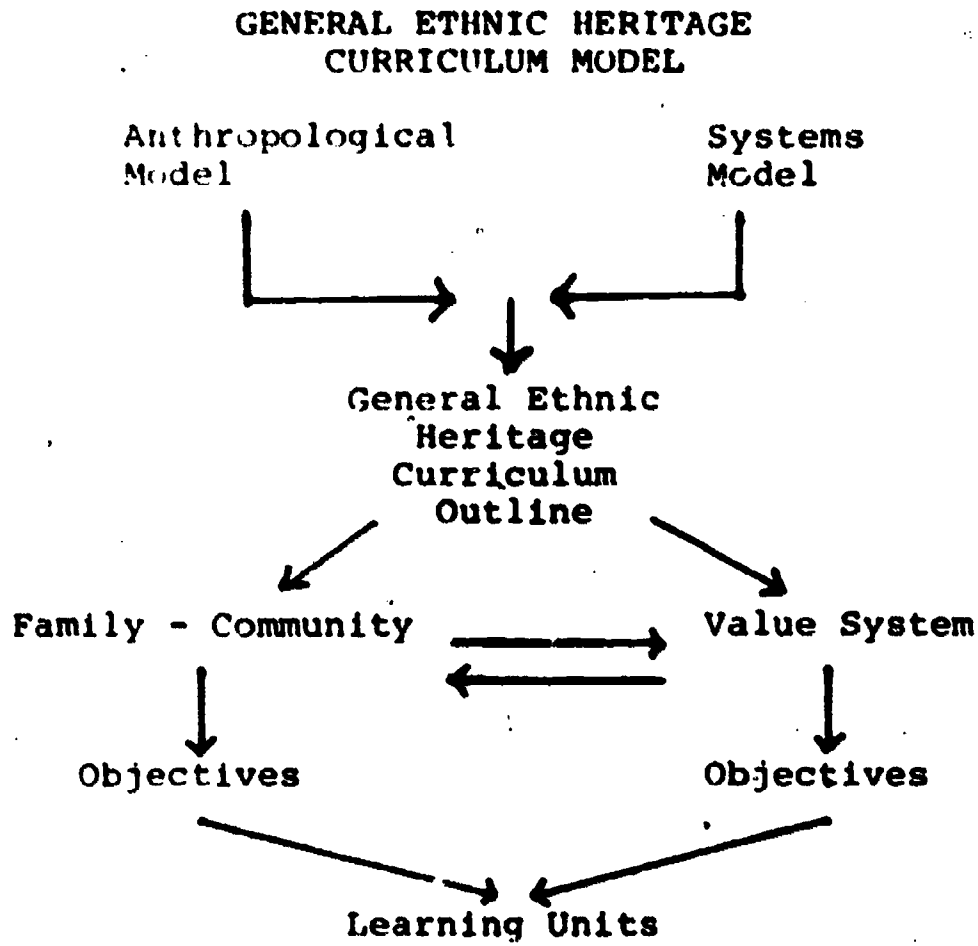 GENERAL ETHNIC HERITAGE
CURRICULUM MODEL
Anthropological
Model
Systems
Model
General Ethnic
Heritage
Curriculum
Outline
Family - Community
Value System
Objectives
Objectives
Learning Units